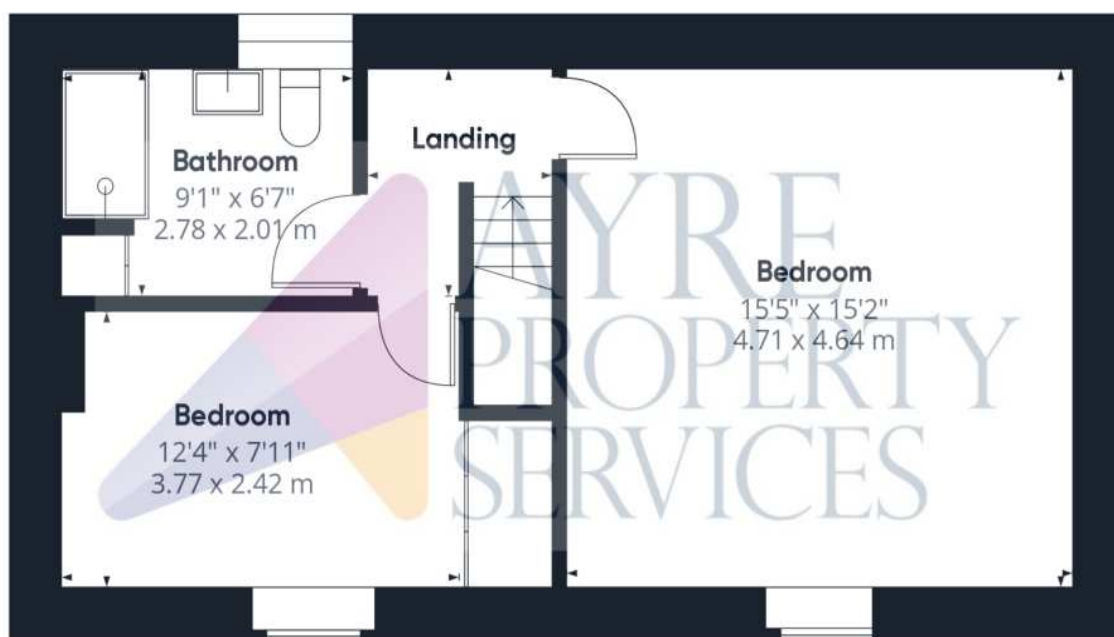 Bathroom
9'1" x 6'7"
2.78 x 2.01 m
Landing
Bedroom
15'5" x 15'2"
4.71 x 4.64 m
Bedroom
12'4" x 7'11"
3.77 x 2.42 m
AYRE
PROPERTY
SERVICES